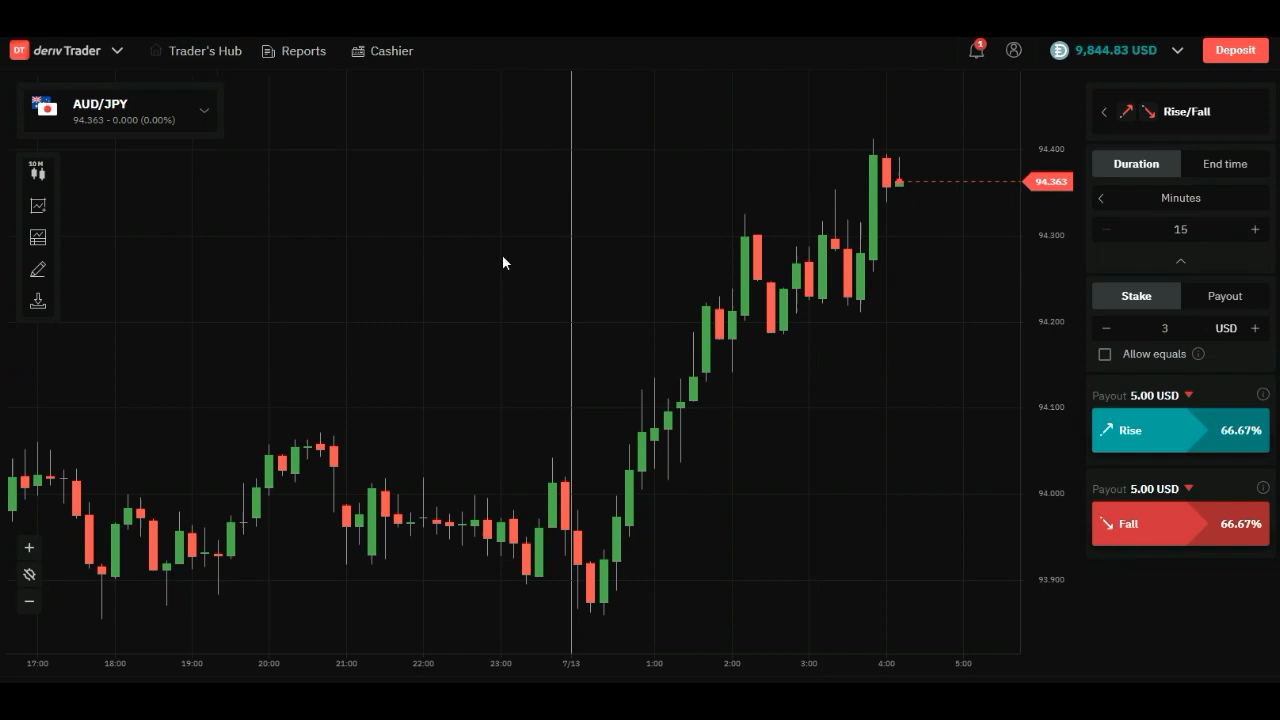 DT deriv Trader
Trader's Hub
Reports
Cashier
1
9,844.83 USD
Deposit
AUD/JPY
94.363 - 0.000 (0.00%)
10 M
Rise/Fall
Duration
End time
Minutes
- 15 +
Stake
Payout
- 3 USD +
Allow equals
Payout 5.00 USD
Rise 66.67%
Payout 5.00 USD
Fall 66.67%
94.400
94.363
94.300
94.200
94.100
94.000
93.900
17:00 18:00 19:00 20:00 21:00 22:00 23:00 7/13 1:00 2:00 3:00 4:00 5:00